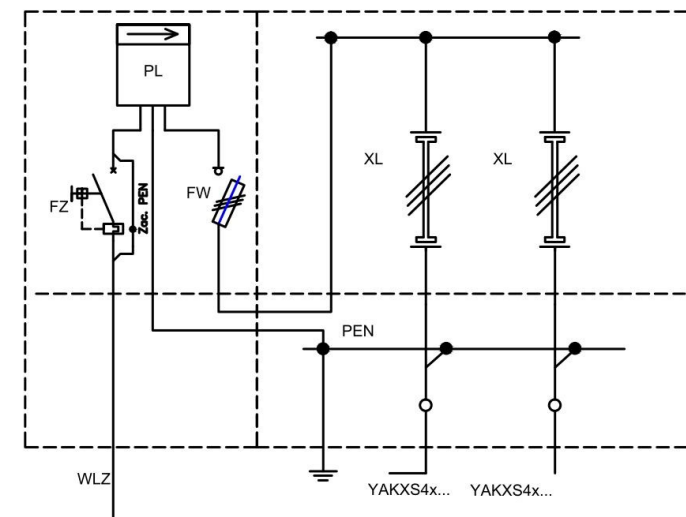 PL
XL
XL
FZ
Zac. PEN
FW
PEN
WLZ
YAKXS4x...
YAKXS4x...